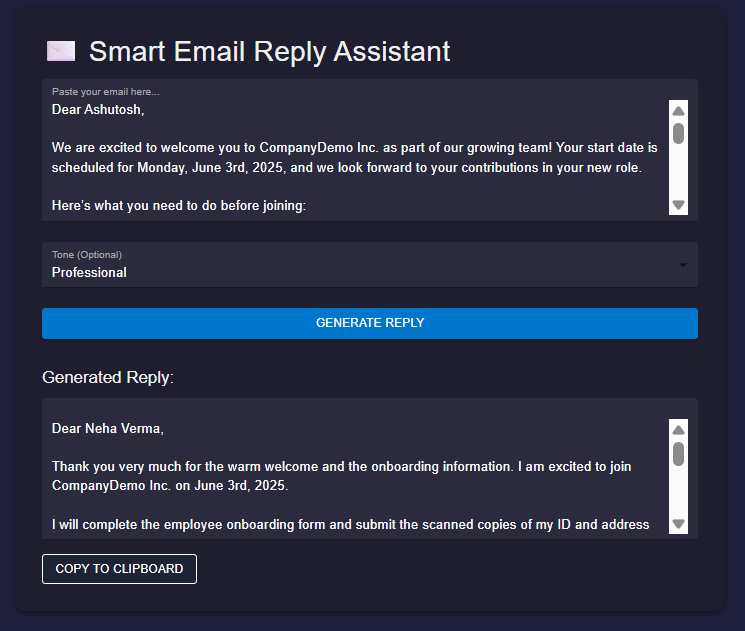 Smart Email Reply Assistant
Paste your email here...
Dear Ashutosh,
We are excited to welcome you to CompanyDemo Inc. as part of our growing team! Your start date is
scheduled for Monday, June 3rd, 2025, and we look forward to your contributions in your new role.
Here’s what you need to do before joining:
Tone (Optional)
Professional
GENERATE REPLY
Generated Reply:
Dear Neha Verma,
Thank you very much for the warm welcome and the onboarding information. I am excited to join
CompanyDemo Inc. on June 3rd, 2025.
I will complete the employee onboarding form and submit the scanned copies of my ID and address
COPY TO CLIPBOARD